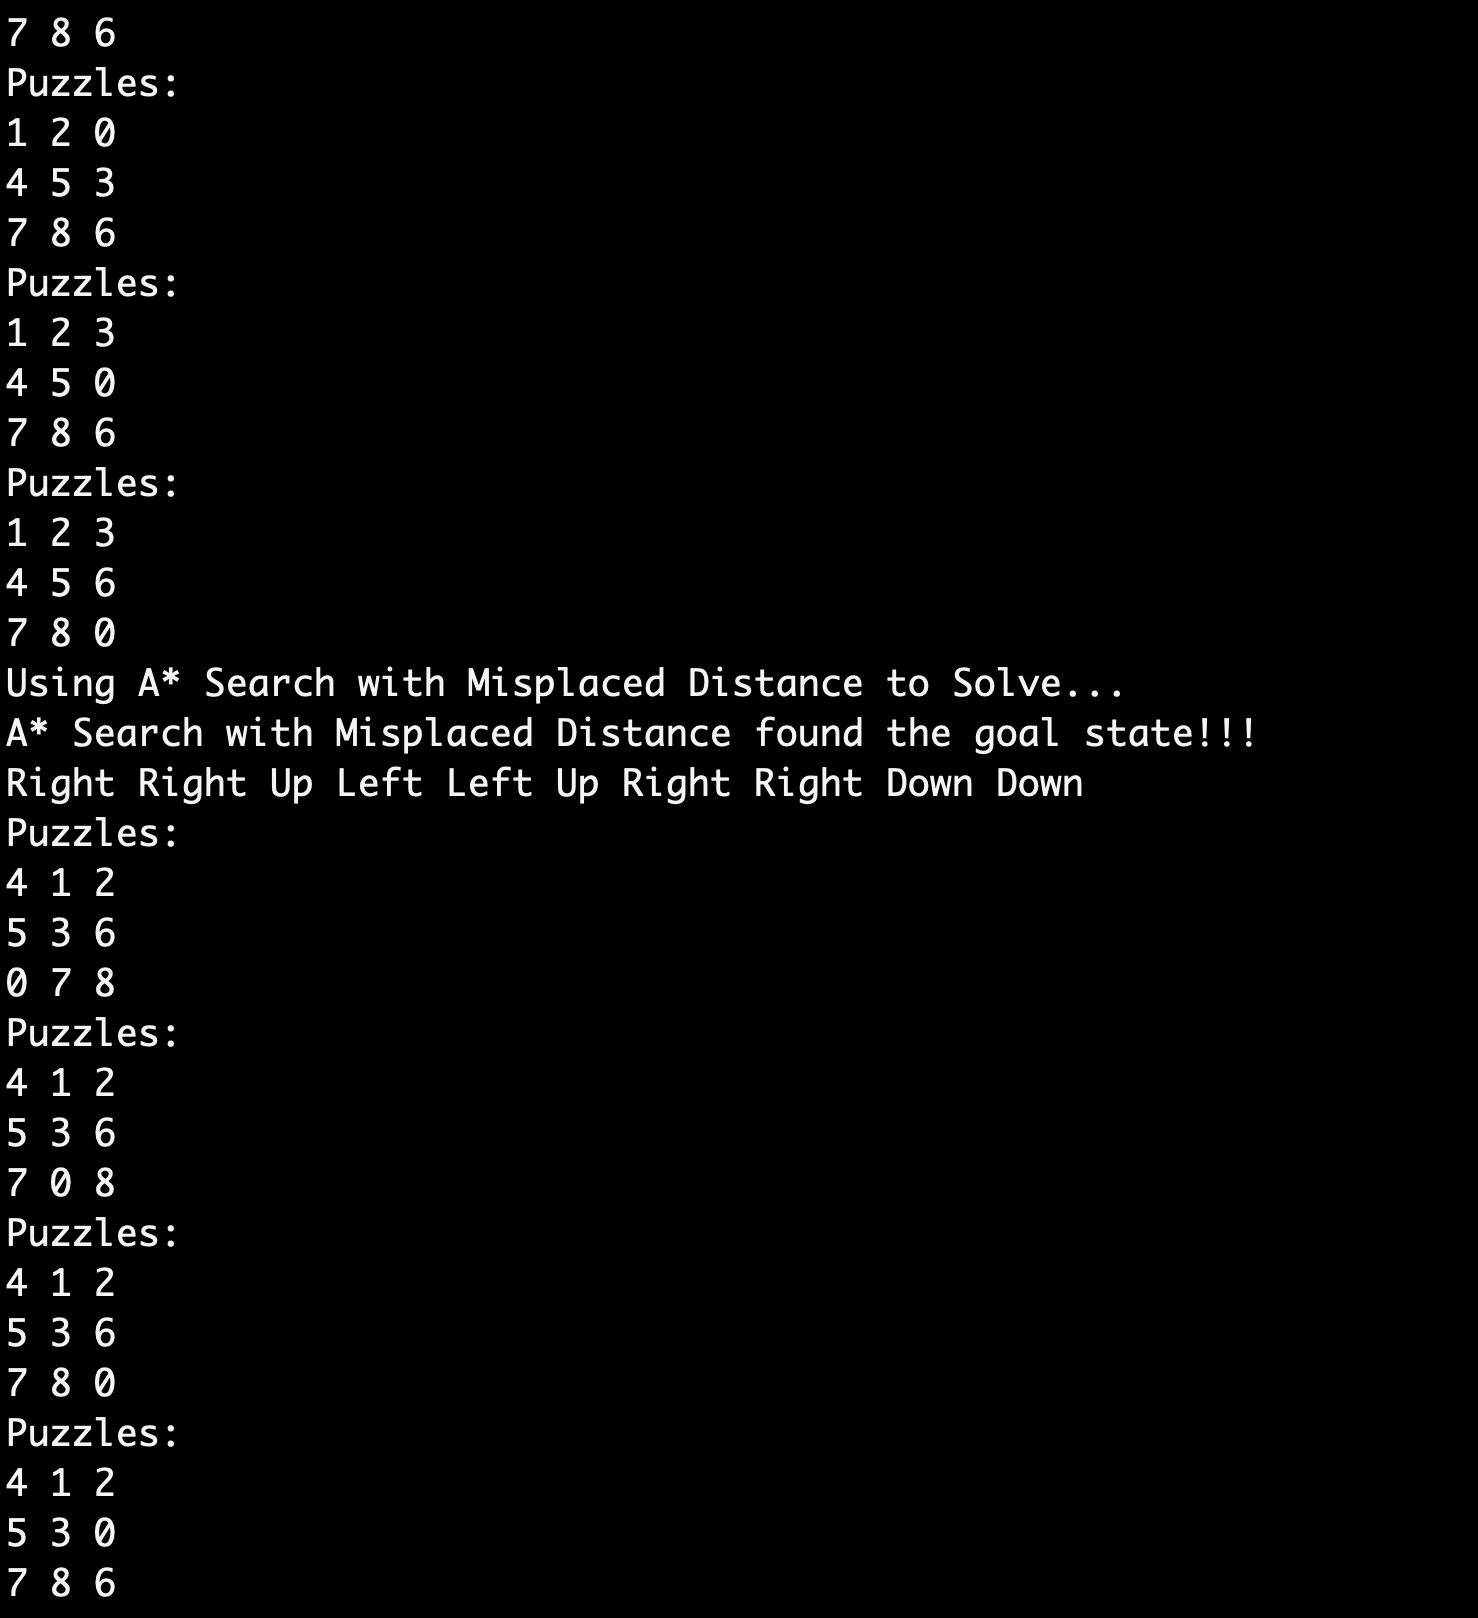 7 8 6
Puzzles:
1 2 0
4 5 3
7 8 6
Puzzles:
1 2 3
4 5 0
7 8 6
Puzzles:
1 2 3
4 5 6
7 8 0
Using A* Search with Misplaced Distance to Solve...
A* Search with Misplaced Distance found the goal state!!!
Right Right Up Left Left Up Right Right Down Down
Puzzles:
4 1 2
5 3 6
0 7 8
Puzzles:
4 1 2
5 3 6
7 0 8
Puzzles:
4 1 2
5 3 6
7 8 0
Puzzles:
4 1 2
5 3 0
7 8 6